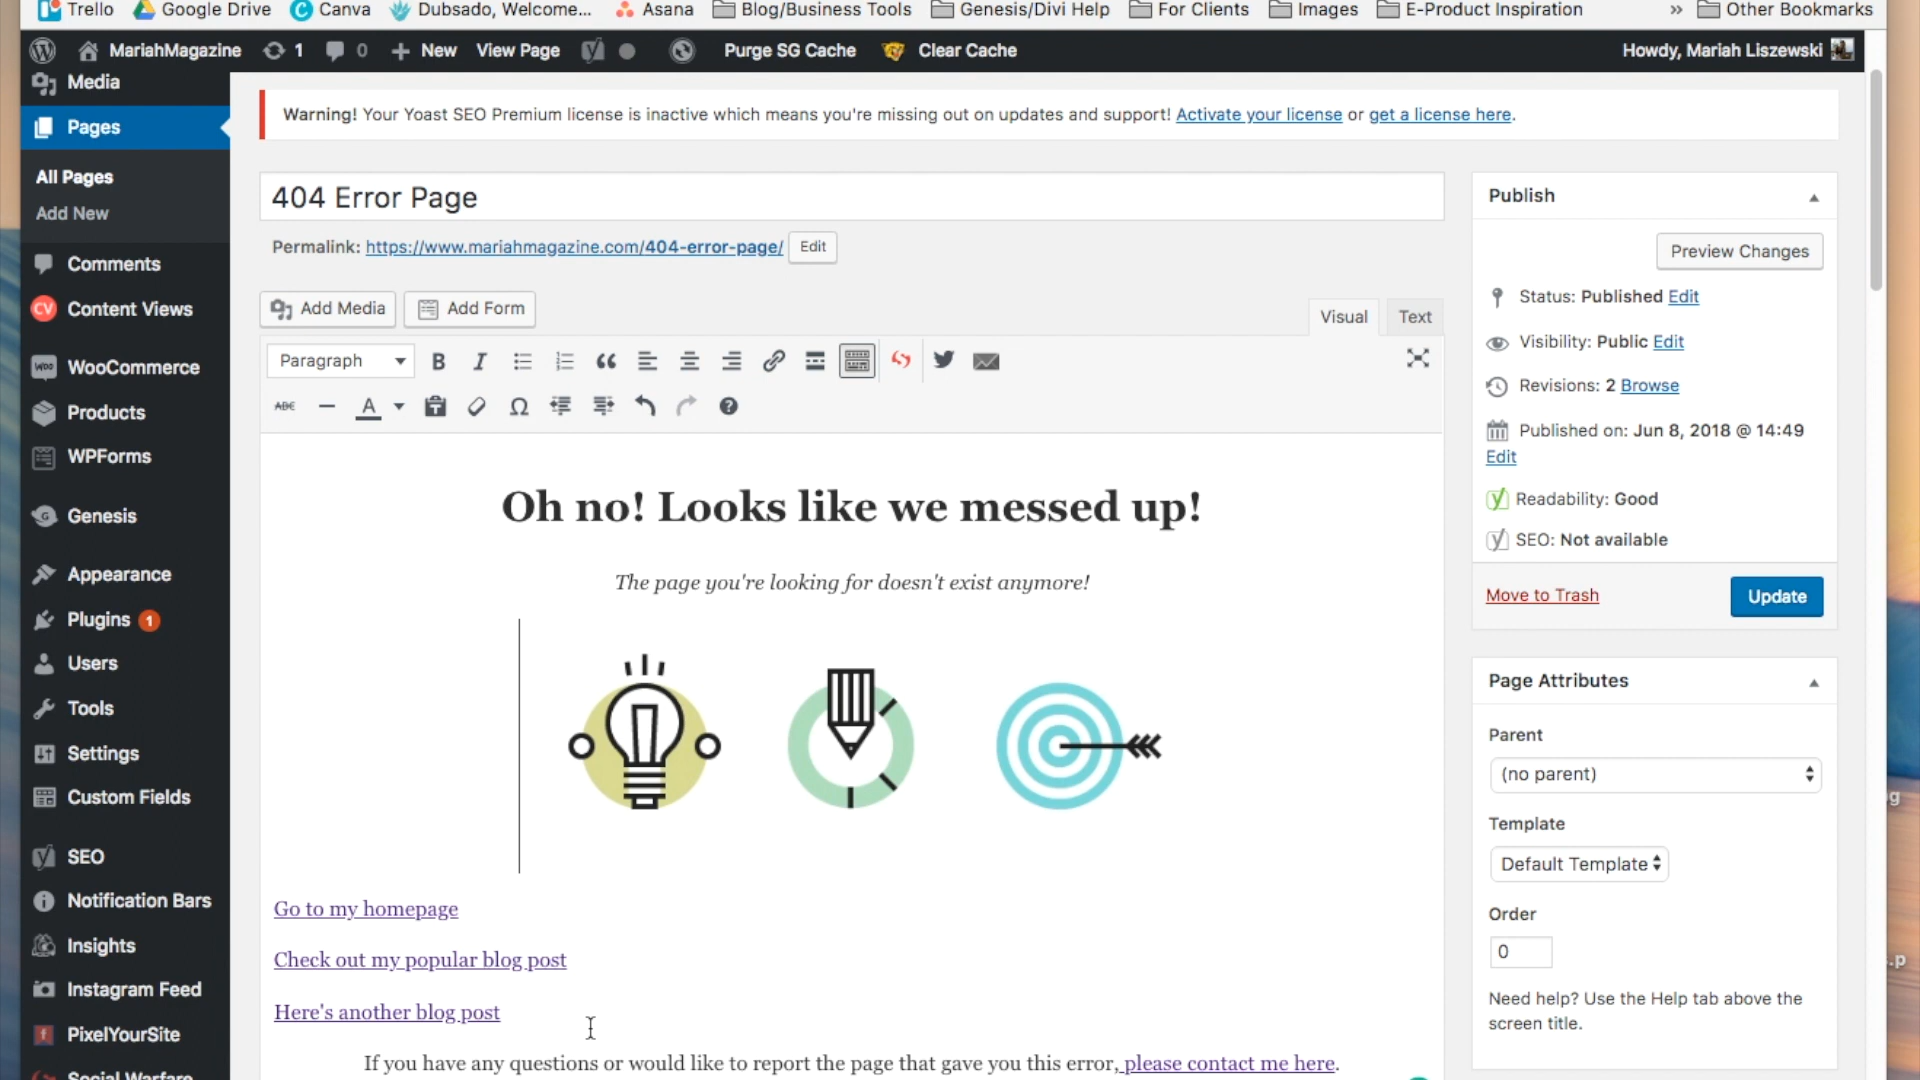 Trello Google Drive Canva Dubsado, Welcome... Asana Blog/Business Tools Genesis/Divi Help For Clients Images E-Product Inspiration » Other Bookmarks
MariahMagazine 1 0 + New View Page Purge SG Cache Clear Cache Howdy, Mariah Liszewski
Media
Pages
All Pages
Add New
Comments
CV Content Views
WOO WooCommerce
Products
WPForms
Genesis
Appearance
Plugins 1
Users
Tools
Settings
Custom Fields
SEO
Notification Bars
Insights
Instagram Feed
PixelYourSite
Social Warfare
Warning! Your Yoast SEO Premium license is inactive which means you're missing out on updates and support! Activate your license or get a license here.
404 Error Page
Permalink: https://www.mariahmagazine.com/404-error-page/ Edit
Add Media Add Form
Visual Text
Paragraph B I
ABC A Ω
Oh no! Looks like we messed up!
The page you're looking for doesn't exist anymore!
Go to my homepage
Check out my popular blog post
Here's another blog post
If you have any questions or would like to report the page that gave you this error, please contact me here.
Publish
Preview Changes
Status: Published Edit
Visibility: Public Edit
Revisions: 2 Browse
Published on: Jun 8, 2018 @ 14:49
Edit
Readability: Good
SEO: Not available
Move to Trash Update
Page Attributes
Parent
(no parent)
Template
Default Template
Order
0
Need help? Use the Help tab above the
screen title.